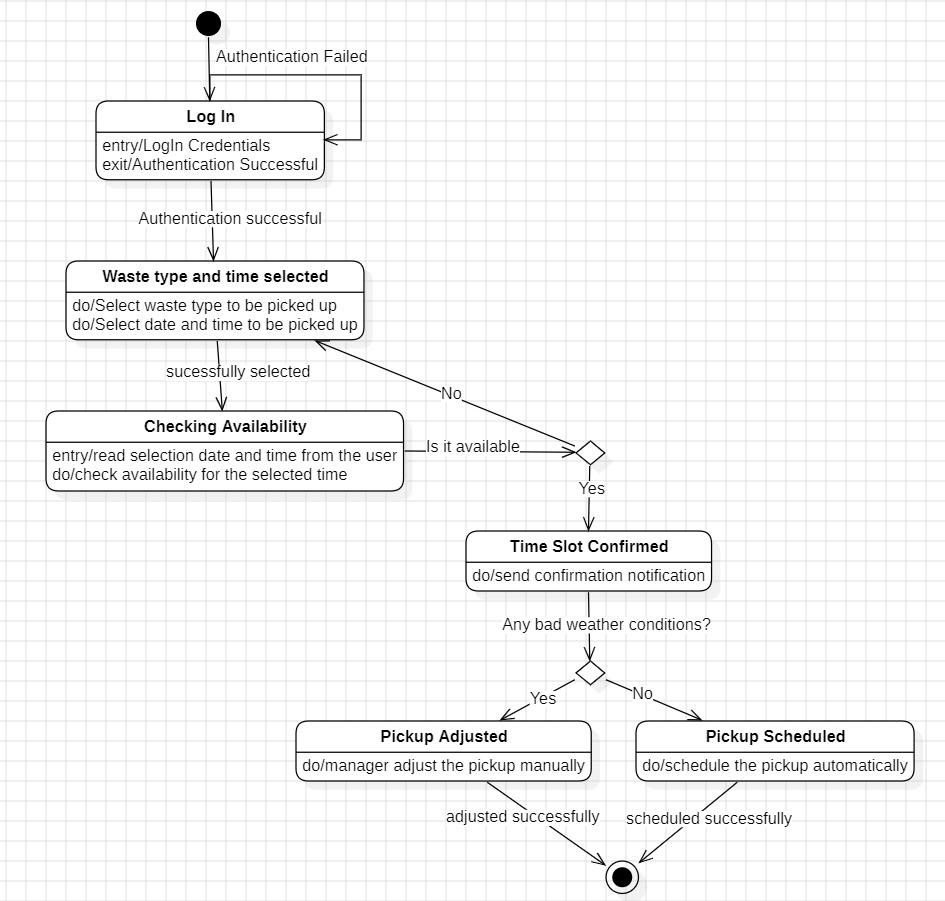 Authentication Failed
Log In
entry/LogIn Credentials
exit/Authentication Successful
Authentication successful
Waste type and time selected
do/Select waste type to be picked up
do/Select date and time to be picked up
sucessfully selected
No
Checking Availability
entry/read selection date and time from the user
do/check availability for the selected time
Is it available
Yes
Time Slot Confirmed
do/send confirmation notification
Any bad weather conditions?
Yes
No
Pickup Adjusted
do/manager adjust the pickup manually
Pickup Scheduled
do/schedule the pickup automatically
adjusted successfully
scheduled successfully